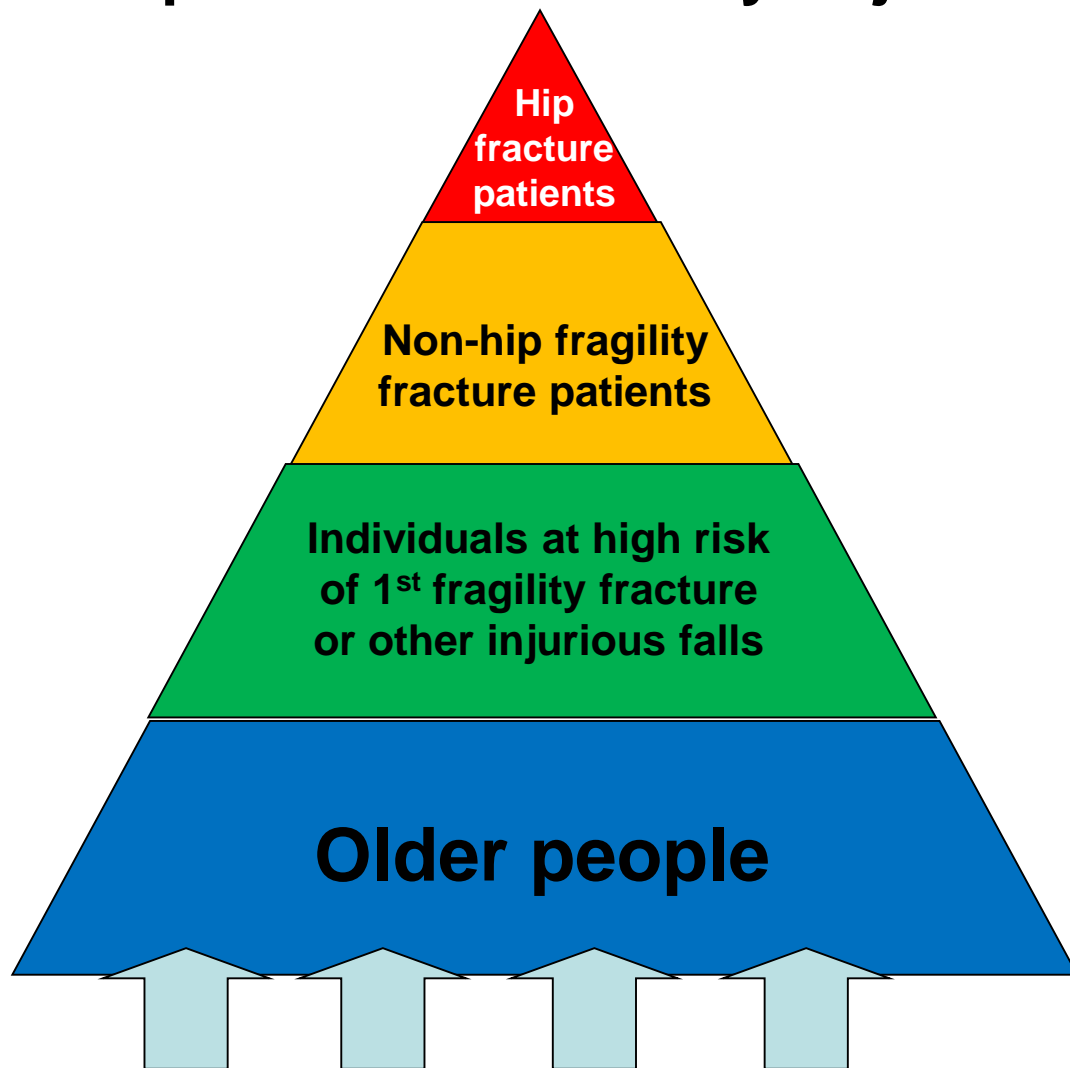 Hip
fracture
patients
Non-hip fragility
fracture patients
Individuals at high risk
of 1st fragility fracture
or other injurious falls
Older people